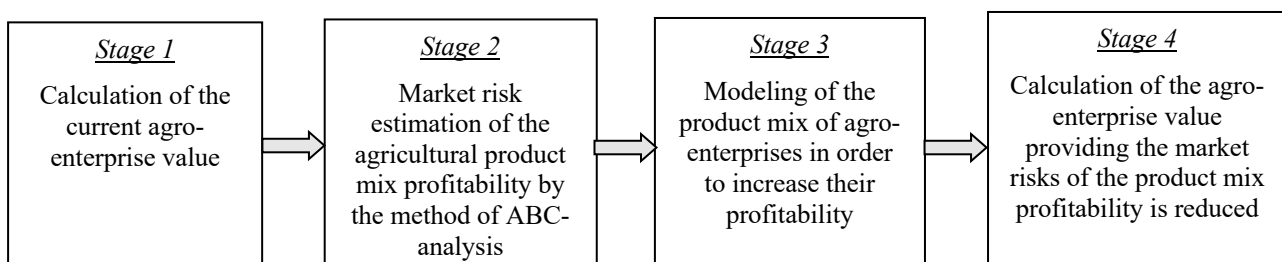 Stage 1
Calculation of the
current agro-
enterprise value
Stage 2
Market risk
estimation of the
agricultural product
mix profitability by
the method of ABC-
analysis
Stage 3
Modeling of the
product mix of agro-
enterprises in order
to increase their
profitability
Stage 4
Calculation of the agro-
enterprise value
providing the market
risks of the product mix
profitability is reduced